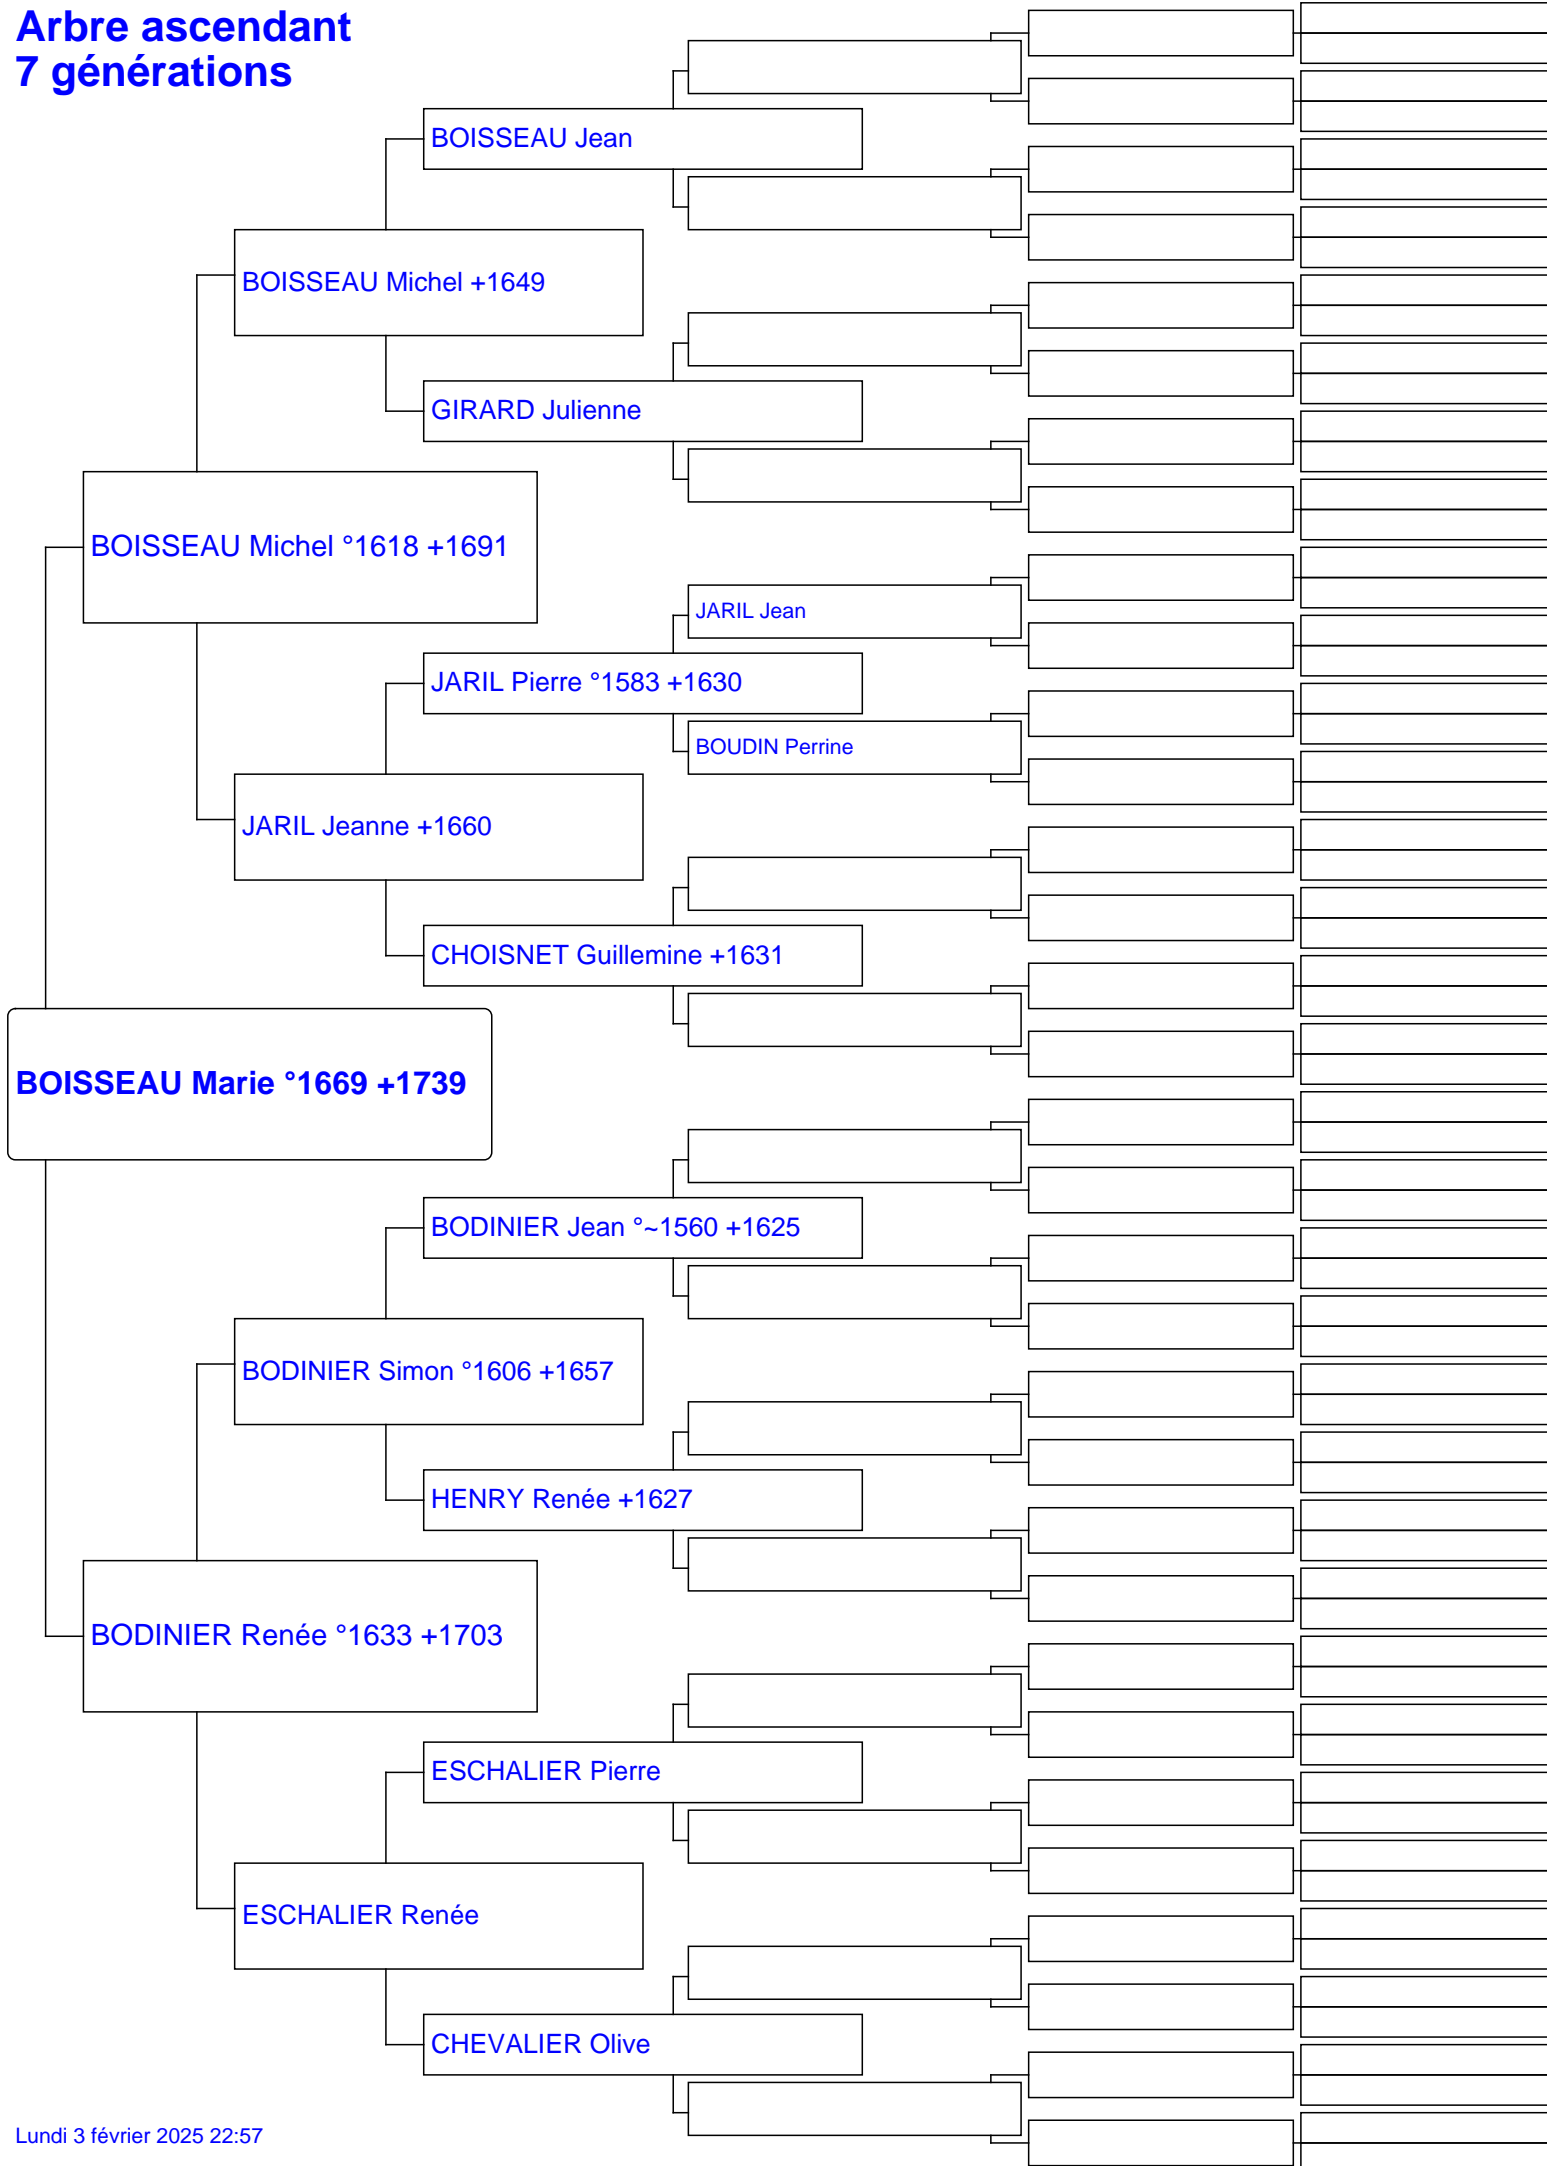 Arbre ascendant
7 générations
BOISSEAU Jean
BOISSEAU Michel +1649
GIRARD Julienne
BOISSEAU Michel °1618 +1691
JARIL Jean
JARIL Pierre °1583 +1630
BOUDIN Perrine
JARIL Jeanne +1660
CHOISNET Guillemine +1631
BOISSEAU Marie °1669 +1739
BODINIER Jean °~1560 +1625
BODINIER Simon °1606 +1657
HENRY Renée +1627
BODINIER Renée °1633 +1703
ESCHALIER Pierre
ESCHALIER Renée
CHEVALIER Olive
Lundi 3 février 2025 22:57